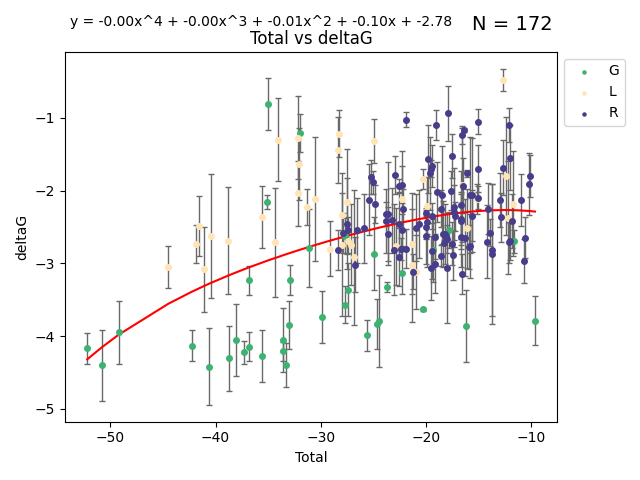 y = -0.00x^4 + -0.00x^3 + -0.01x^2 + -0.10x + -2.78
N = 172
Total vs deltaG
G
L
R
−1
−2
−3
−4
−5
deltaG
−50 −40 −30 −20 −10
Total